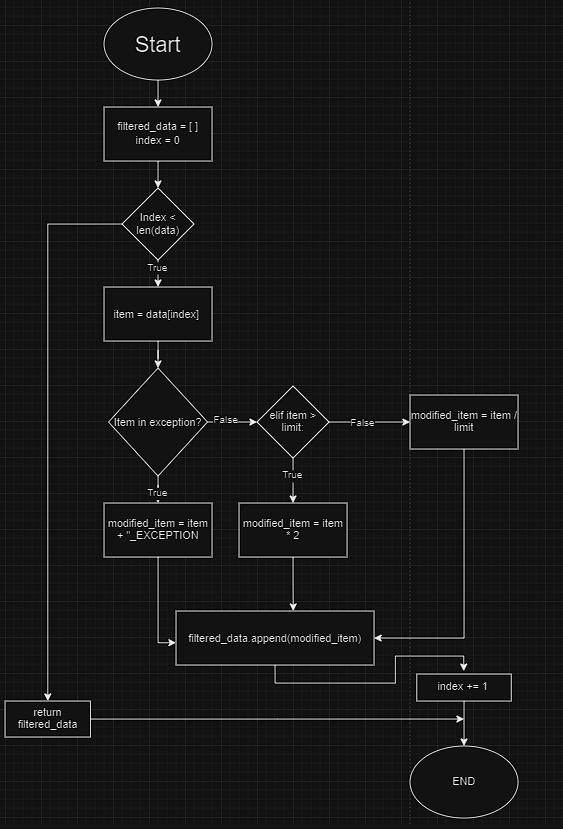 Start
filtered_data = [ ]
index = 0
Index <
len(data)
True
item = data[index]
Item in exception?
False
elif item >
limit:
False
modified_item = item /
limit
True
True
modified_item = item
+ "_EXCEPTION
modified_item = item
* 2
filtered_data.append(modified_item)
index += 1
return
filtered_data
END